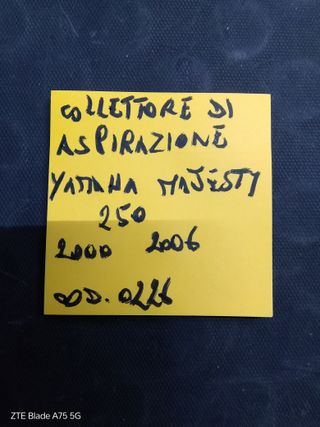 COLLETTORE DI
ASPIRAZIONE
YAMAHA MAJESTY
250
2000 2006
COD. 0226
ZTE Blade A75 5G